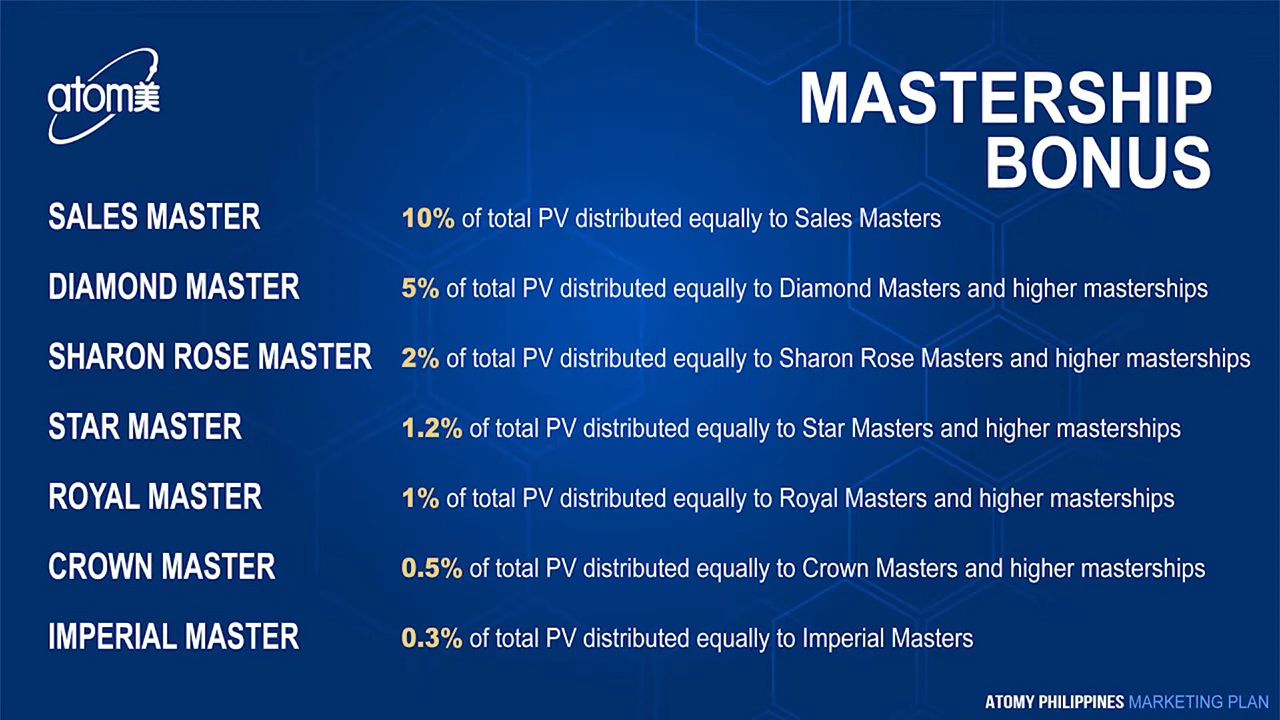 atom美
MASTERSHIP
BONUS
SALES MASTER 10% of total PV distributed equally to Sales Masters
DIAMOND MASTER 5% of total PV distributed equally to Diamond Masters and higher masterships
SHARON ROSE MASTER 2% of total PV distributed equally to Sharon Rose Masters and higher masterships
STAR MASTER 1.2% of total PV distributed equally to Star Masters and higher masterships
ROYAL MASTER 1% of total PV distributed equally to Royal Masters and higher masterships
CROWN MASTER 0.5% of total PV distributed equally to Crown Masters and higher masterships
IMPERIAL MASTER 0.3% of total PV distributed equally to Imperial Masters
ATOMY PHILIPPINES MARKETING PLAN